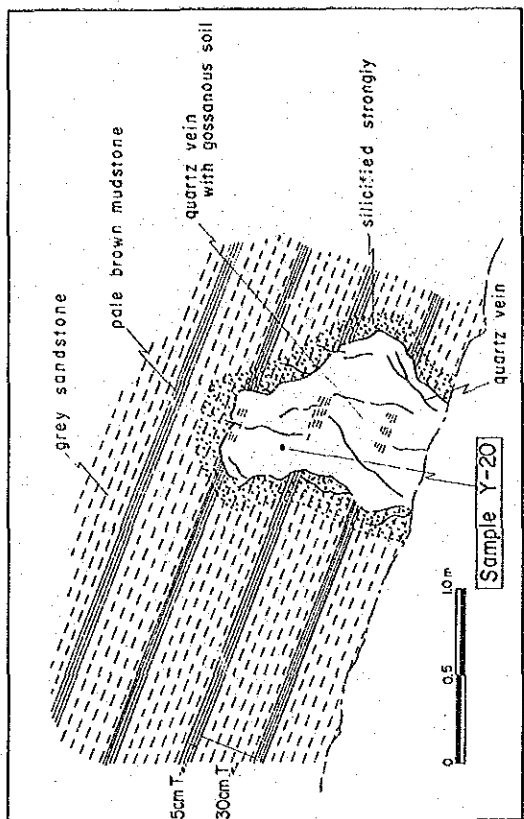 grey sandstone
pale brown mudstone
quartz vein
with gossanous soil
silicified strongly
quartz vein
Sample Y-20
5cm T.
30cm T.
0
0.5
1.0 m